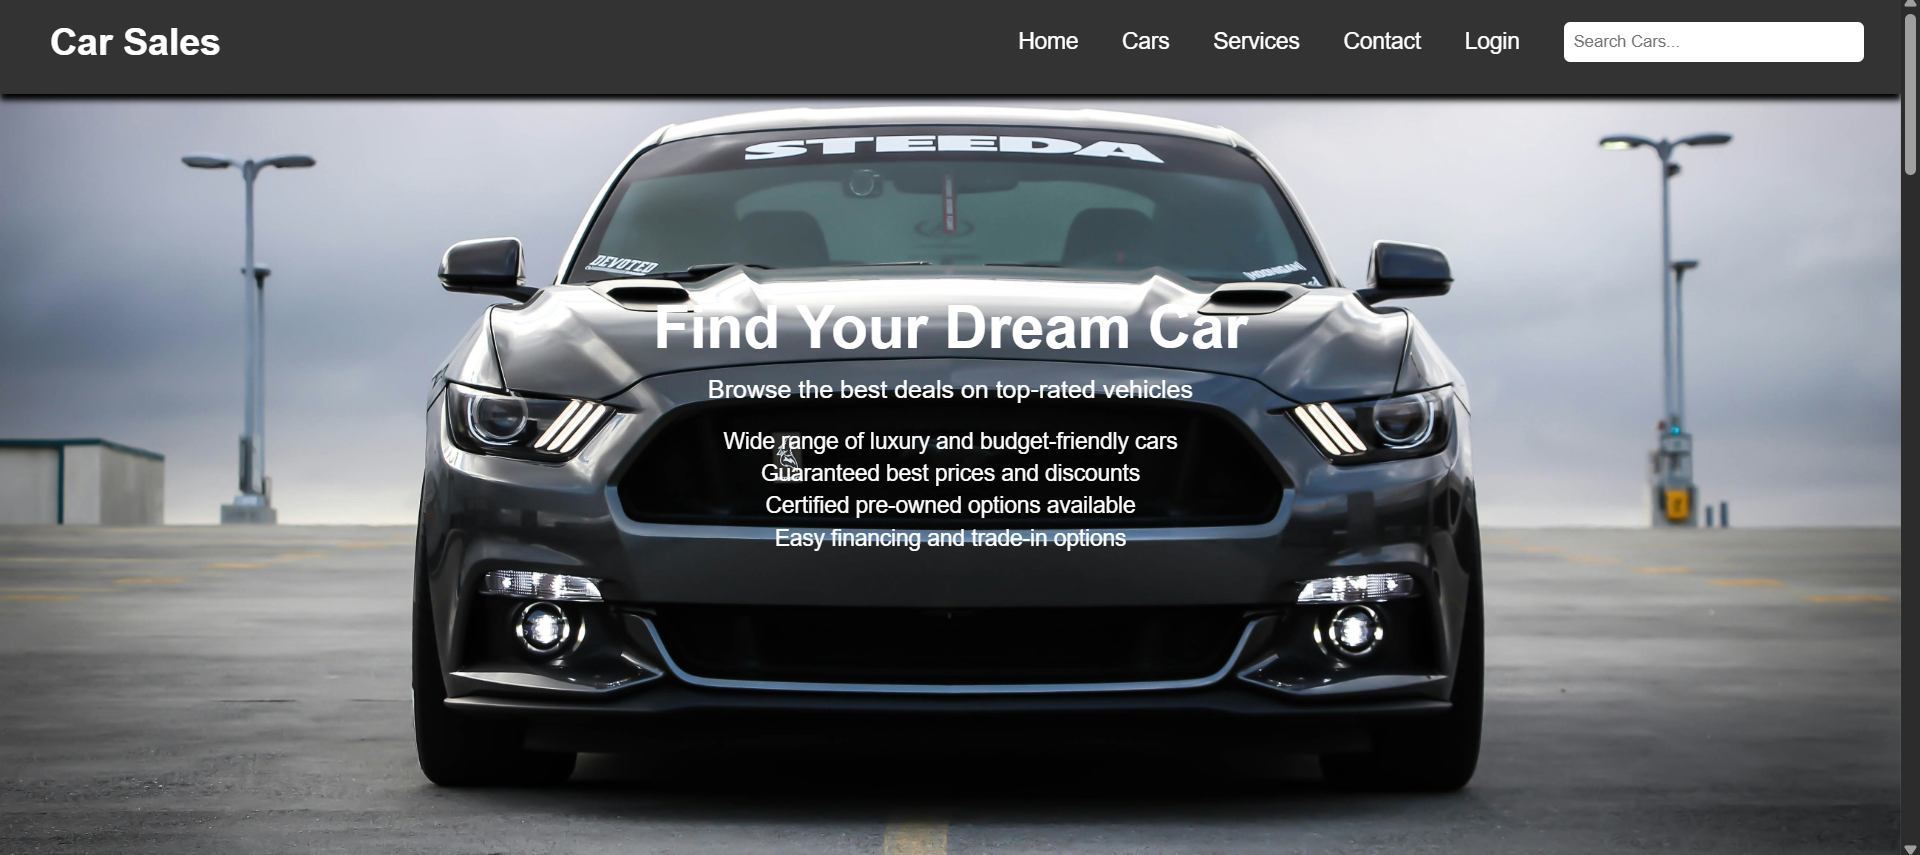 Car Sales
Home
Cars
Services
Contact
Login
Search Cars...
STEEDA
DEVOTED
HOONIGAN
Find Your Dream Car
Browse the best deals on top-rated vehicles
Wide range of luxury and budget-friendly cars
Guaranteed best prices and discounts
Certified pre-owned options available
Easy financing and trade-in options